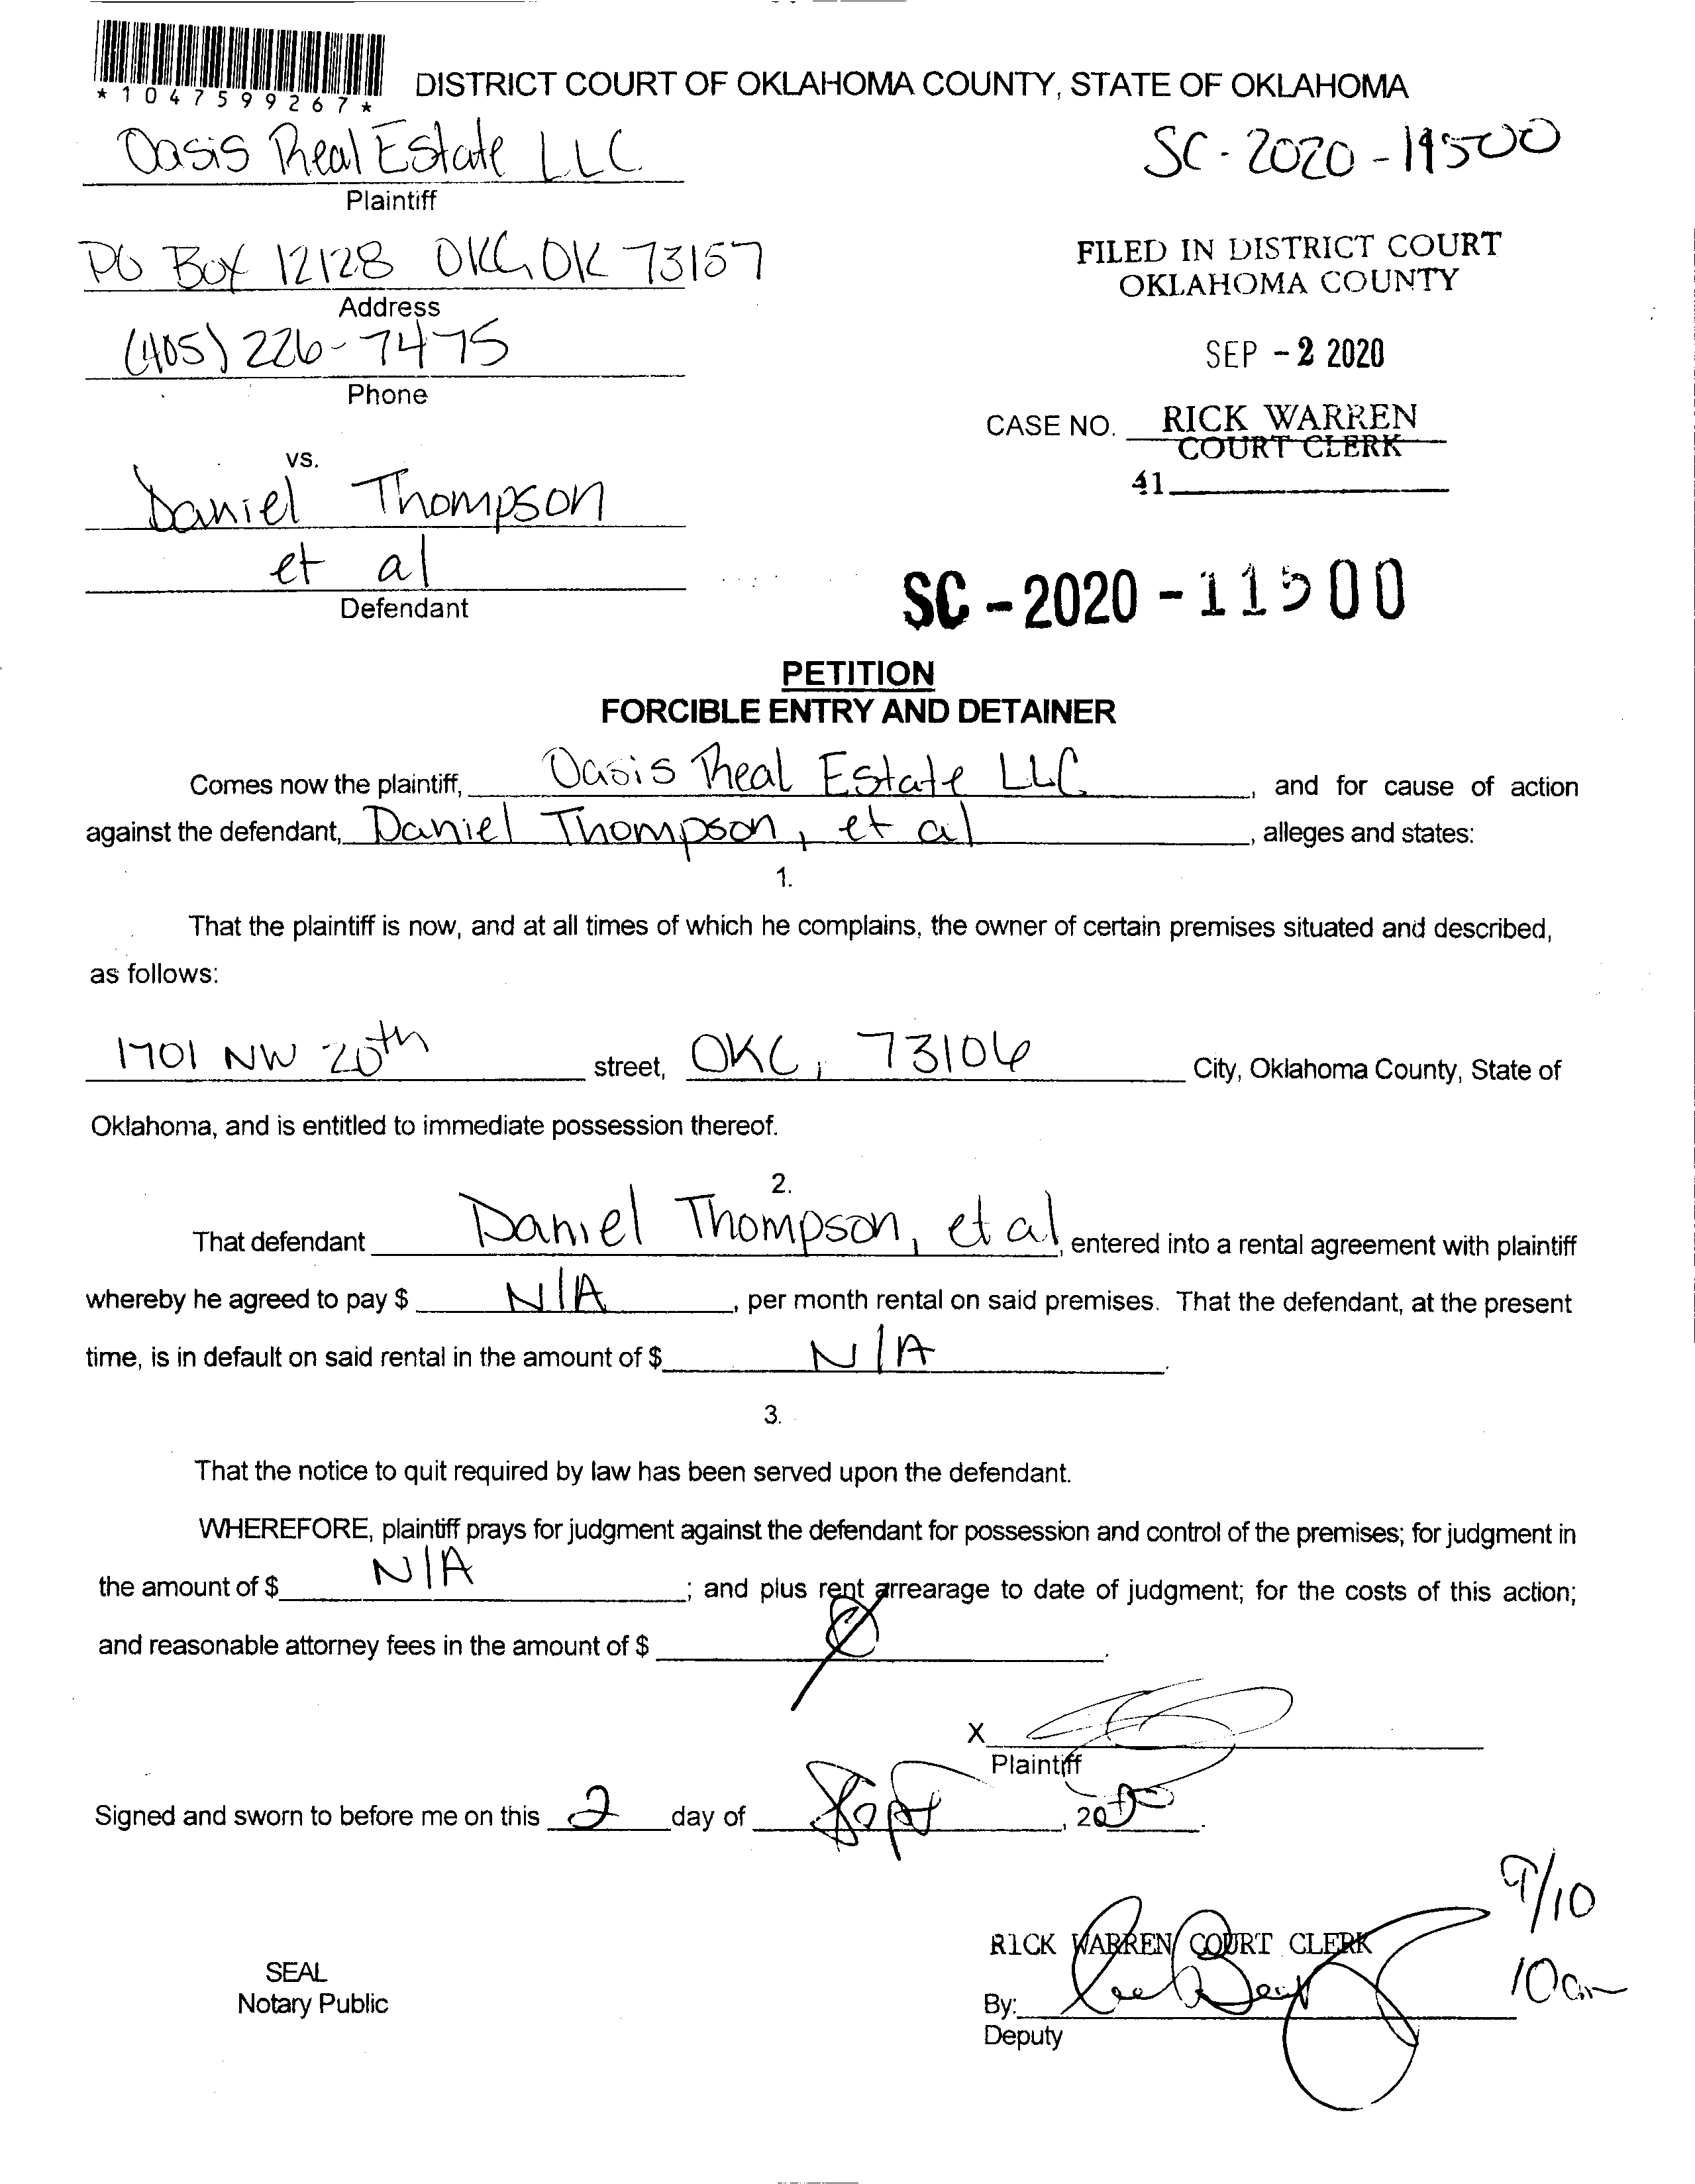 *1047599267*
DISTRICT COURT OF OKLAHOMA COUNTY, STATE OF OKLAHOMA
Oasis Real Estate LLC
Plaintiff
SC-2020-11500
PO Box 12128 OKC, OK 73157
Address
FILED IN DISTRICT COURT
OKLAHOMA COUNTY
(405) 226-7475
Phone
SEP -2 2020
CASE NO. RICK WARREN
COURT CLERK
41
vs.
Daniel Thompson
et al
Defendant
SC-2020-11500
PETITION
FORCIBLE ENTRY AND DETAINER
Comes now the plaintiff, Oasis Real Estate LLC, and for cause of action
against the defendant, Daniel Thompson, et al, alleges and states:
1.
That the plaintiff is now, and at all times of which he complains, the owner of certain premises situated and described,
as follows:
1701 NW 20th street, OKC, 73106 City, Oklahoma County, State of
Oklahoma, and is entitled to immediate possession thereof.
2.
That defendant Daniel Thompson, et al, entered into a rental agreement with plaintiff
whereby he agreed to pay $ N/A, per month rental on said premises. That the defendant, at the present
time, is in default on said rental in the amount of $ N/A.
3.
That the notice to quit required by law has been served upon the defendant.
WHEREFORE, plaintiff prays for judgment against the defendant for possession and control of the premises; for judgment in
the amount of $ N/A; and plus rent arrearage to date of judgment; for the costs of this action;
and reasonable attorney fees in the amount of $ Ø.
X
Plaintiff
Signed and sworn to before me on this 2 day of Sept, 2020.
9/10
10am
RICK WARREN COURT CLERK
SEAL
Notary Public
By:
Deputy